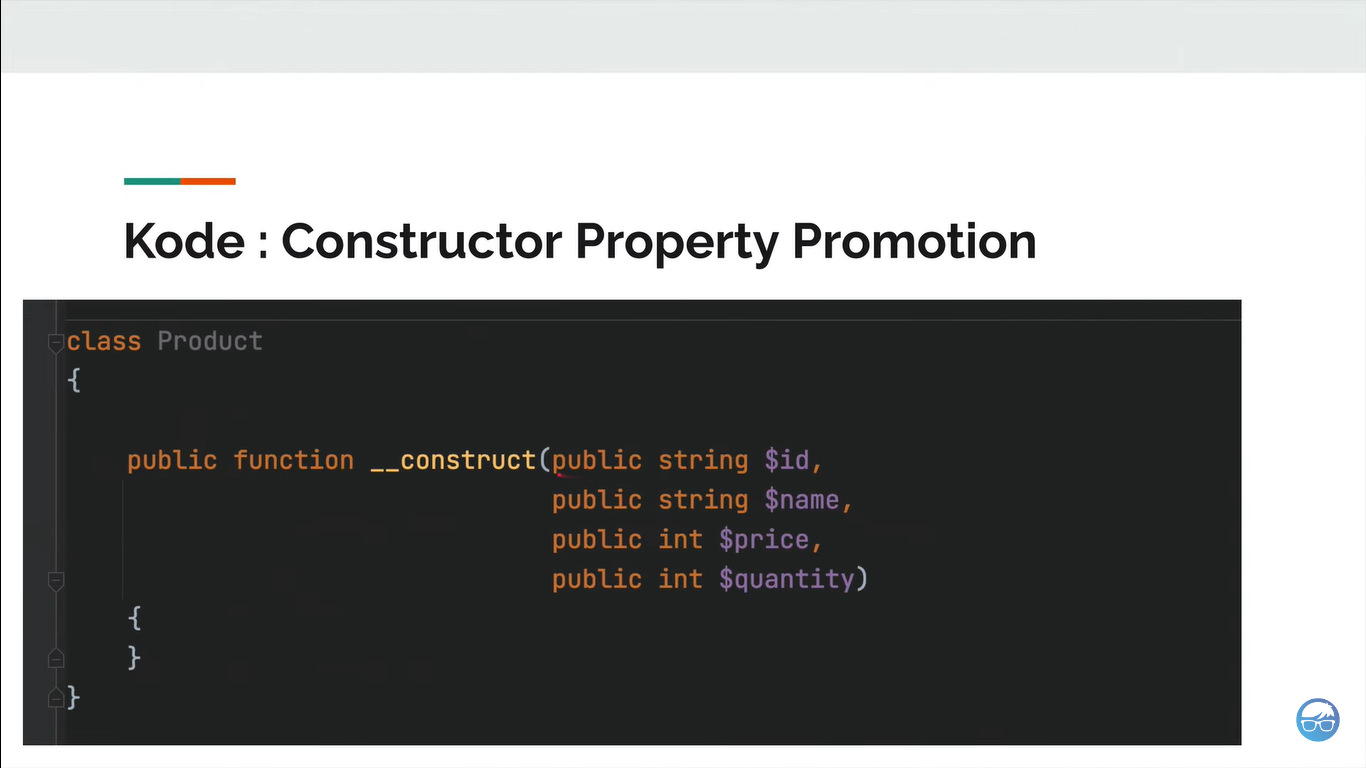 Kode : Constructor Property Promotion
class Product
{
public function __construct(public string $id,
public string $name,
public int $price,
public int $quantity)
{
}
}